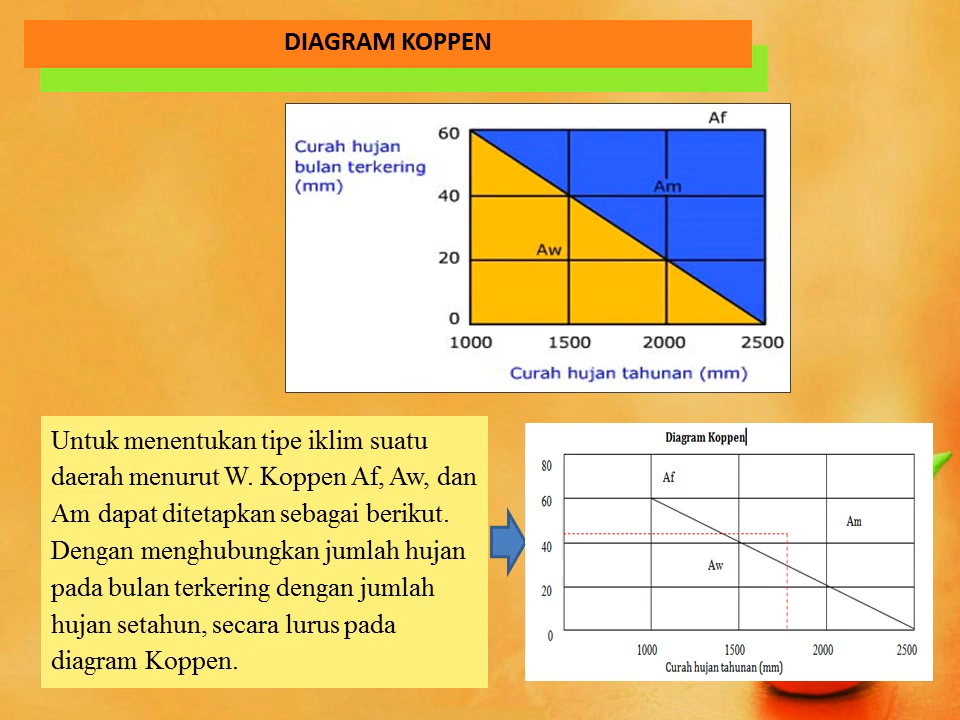 DIAGRAM KOPPEN
Af
60
Curah hujan
bulan terkering
(mm)
40
Am
20
Aw
0
1000 1500 2000 2500
Curah hujan tahunan (mm)
Untuk menentukan tipe iklim suatu
daerah menurut W. Koppen Af, Aw, dan
Am dapat ditetapkan sebagai berikut.
Dengan menghubungkan jumlah hujan
pada bulan terkering dengan jumlah
hujan setahun, secara lurus pada
diagram Koppen.
Diagram Koppen
80
Af
60
Am
40
Aw
20
0
1000 1500 2000 2500
Curah hujan tahunan (mm)